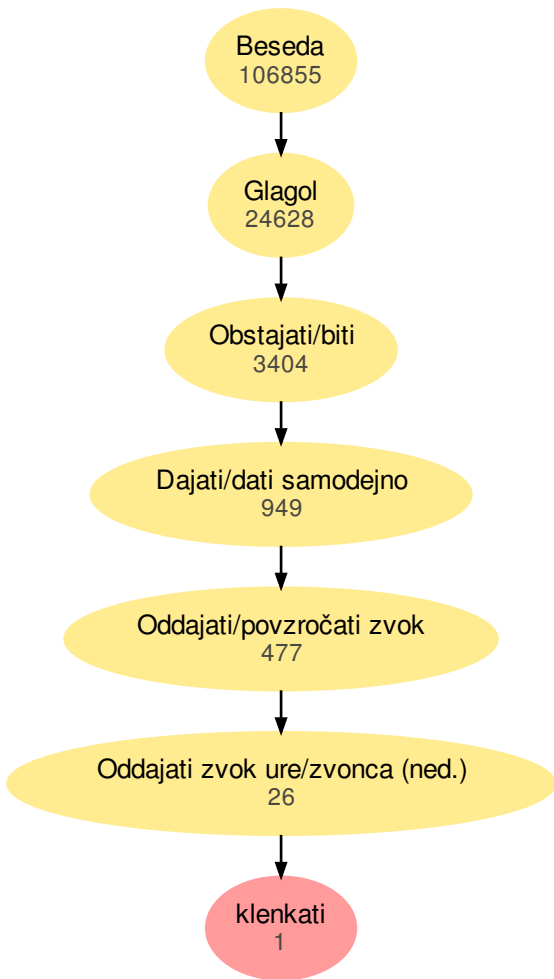 Beseda
106855
Glagol
24628
Obstajati/biti
3404
Dajati/dati samodejno
949
Oddajati/povzročati zvok
477
Oddajati zvok ure/zvonca (ned.)
26
klenkati
1